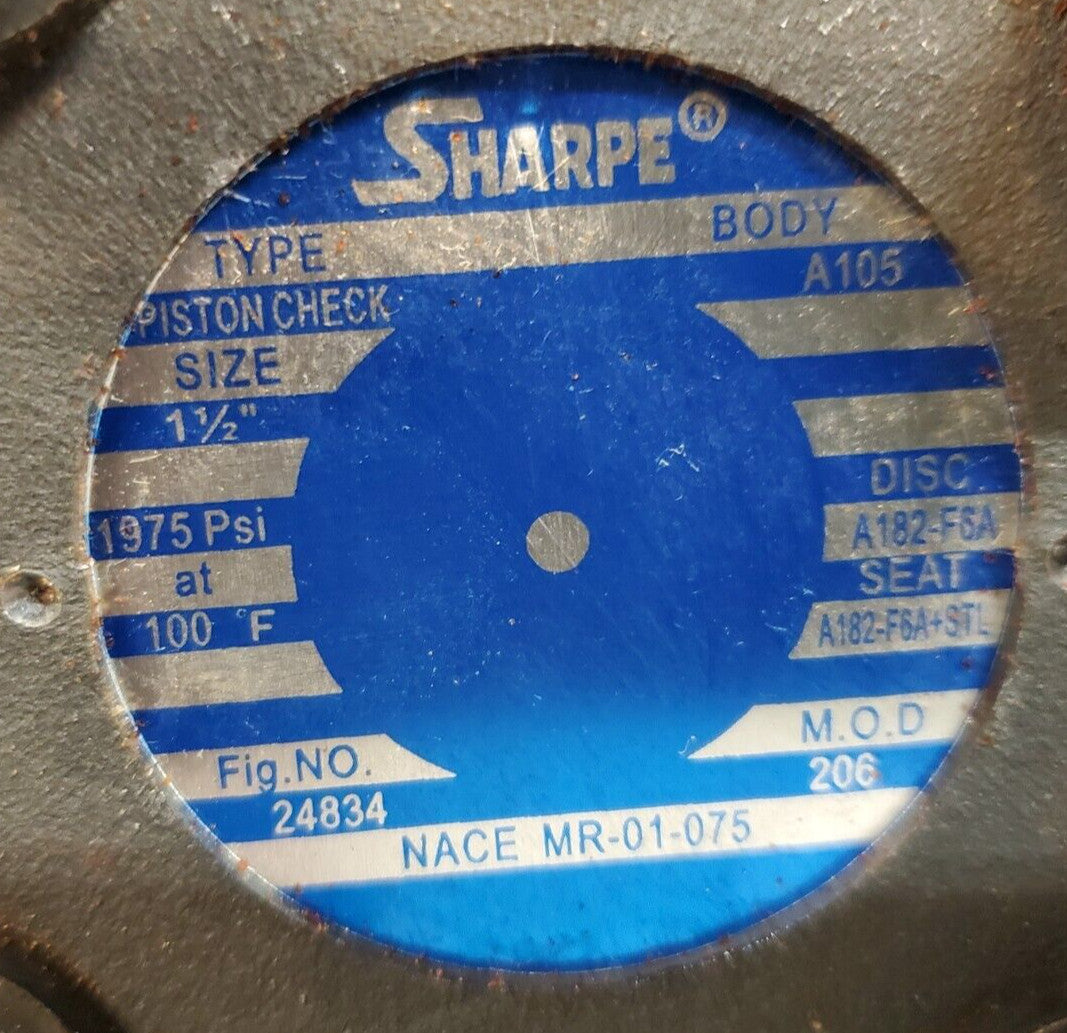 SHARPE®
TYPE BODY
PISTON CHECK A105
SIZE
1½"
DISC
1975 Psi A182-F6A
at SEAT
100 °F A182-F6A+STL
Fig.NO. M.O.D
24834 206
NACE MR-01-075